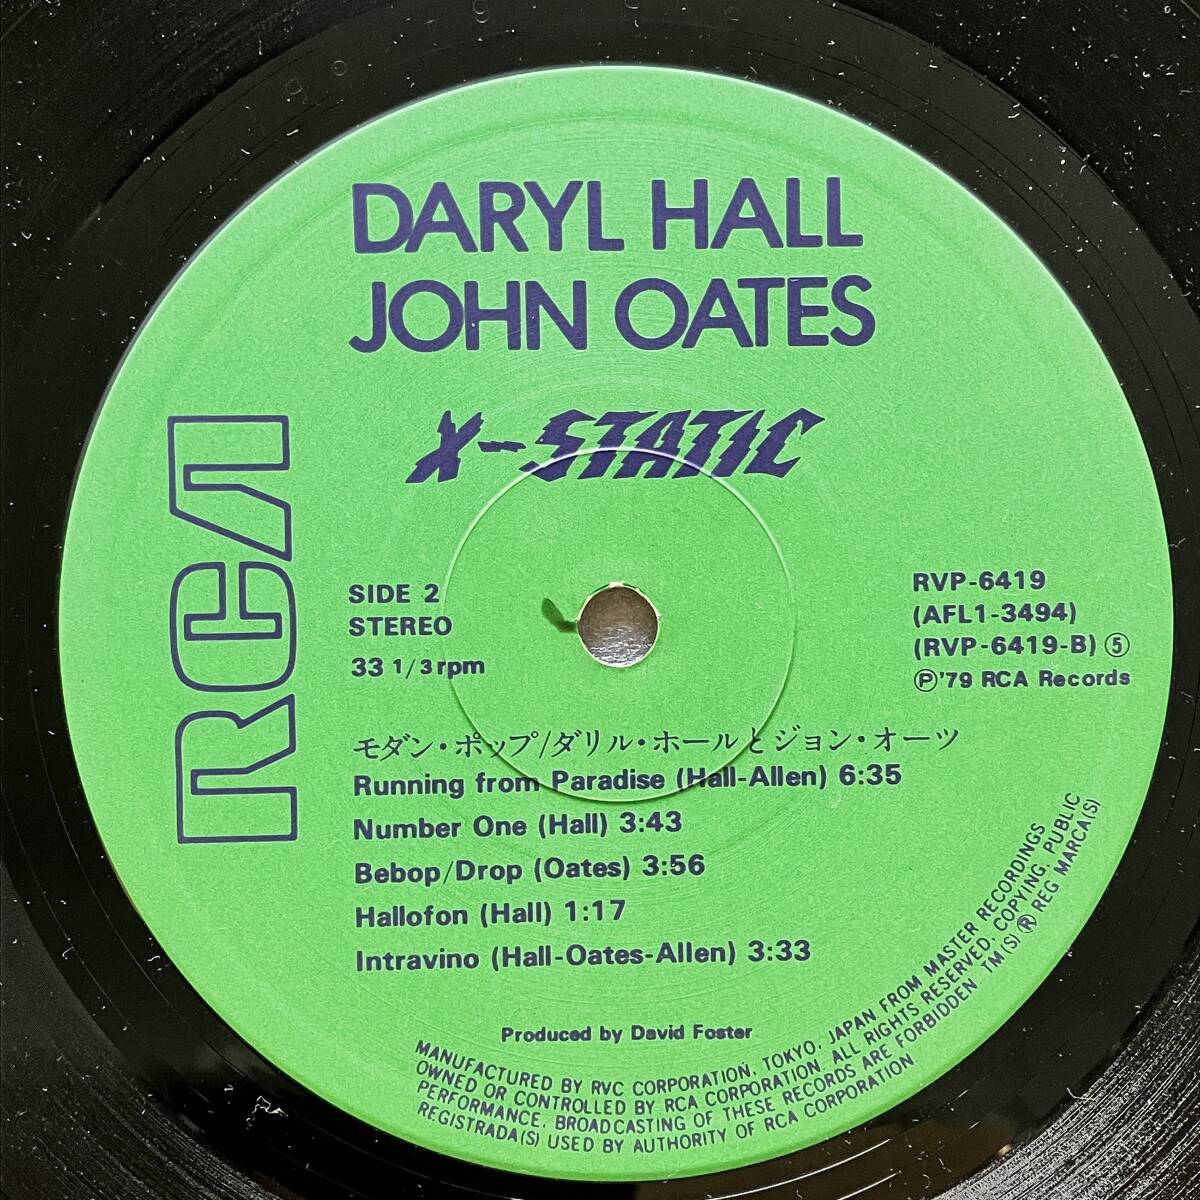 DARYL HALL
JOHN OATES
X-STATIC
RCA
SIDE 2
STEREO
33 1/3 rpm
RVP-6419
(AFL1-3494)
(RVP-6419-B) ⑤
Ⓟ'79 RCA Records
モダン・ポップ/ダリル・ホールとジョン・オーツ
Running from Paradise (Hall-Allen) 6:35
Number One (Hall) 3:43
Bebop/Drop (Oates) 3:56
Hallofon (Hall) 1:17
Intravino (Hall-Oates-Allen) 3:33
Produced by David Foster
MANUFACTURED BY RVC CORPORATION, TOKYO, JAPAN FROM MASTER RECORDINGS
OWNED OR CONTROLLED BY RCA CORPORATION. ALL RIGHTS RESERVED. COPYING, PUBLIC
PERFORMANCE, BROADCASTING OF THESE RECORDS ARE FORBIDDEN. TM(S) ® REG MARCA(S)
REGISTRADA(S) USED BY AUTHORITY OF RCA CORPORATION